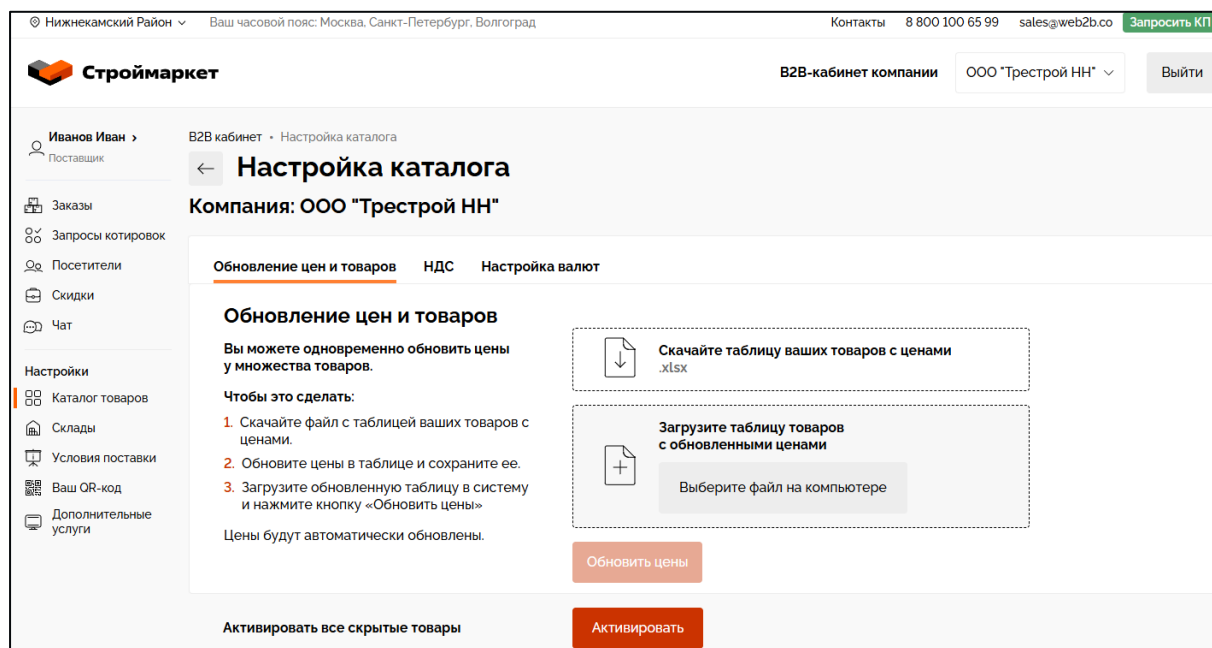 Нижнекамский Район Ваш часовой пояс: Москва, Санкт-Петербург, Волгоград Контакты 8 800 100 65 99 sales@web2b.co Запросить КП
Строймаркет B2B-кабинет компании ООО "Трестрой НН" Выйти
Иванов Иван
Поставщик
Заказы
Запросы котировок
Посетители
Скидки
Чат
Настройки
Каталог товаров
Склады
Условия поставки
Ваш QR-код
Дополнительные
услуги
B2B кабинет • Настройка каталога
Настройка каталога
Компания: ООО "Трестрой НН"
Обновление цен и товаров НДС Настройка валют
Обновление цен и товаров
Вы можете одновременно обновить цены
у множества товаров.
Чтобы это сделать:
1. Скачайте файл с таблицей ваших товаров с
ценами.
2. Обновите цены в таблице и сохраните ее.
3. Загрузите обновленную таблицу в систему
и нажмите кнопку «Обновить цены»
Цены будут автоматически обновлены.
Скачайте таблицу ваших товаров с ценами
.xlsx
Загрузите таблицу товаров
с обновленными ценами
Выберите файл на компьютере
Обновить цены
Активировать все скрытые товары Активировать